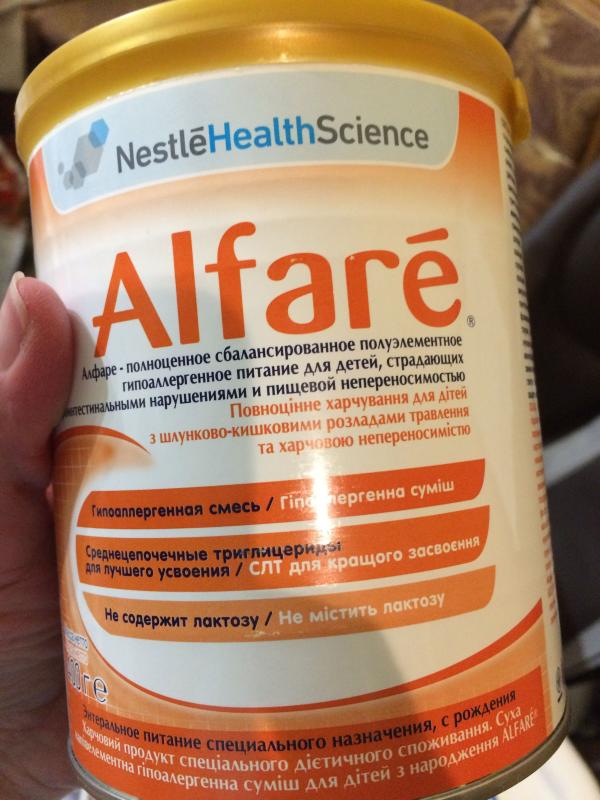 NestlēHealthScience
Alfaré®
Алфаре - полноценное сбалансированное полуэлементное
гипоаллергенное питание для детей, страдающих
нарушениями и пищевой непереносимостью
Повноцінне харчування для дітей
з шлунково-кишковими розладами травлення
та харчовою непереносимістю
Гипоаллергенная смесь / Гіпоалергенна суміш
Среднецепочечные триглицериды
для лучшего усвоения / СЛТ для кращого засвоєння
Не содержит лактозу / Не містить лактозу
400 г e
Энтеральное питание специального назначения, с рождения
Харчовий продукт спеціального дієтичного споживання. Суха
гіпоалергенна суміш для дітей з народження ALFARÉ®